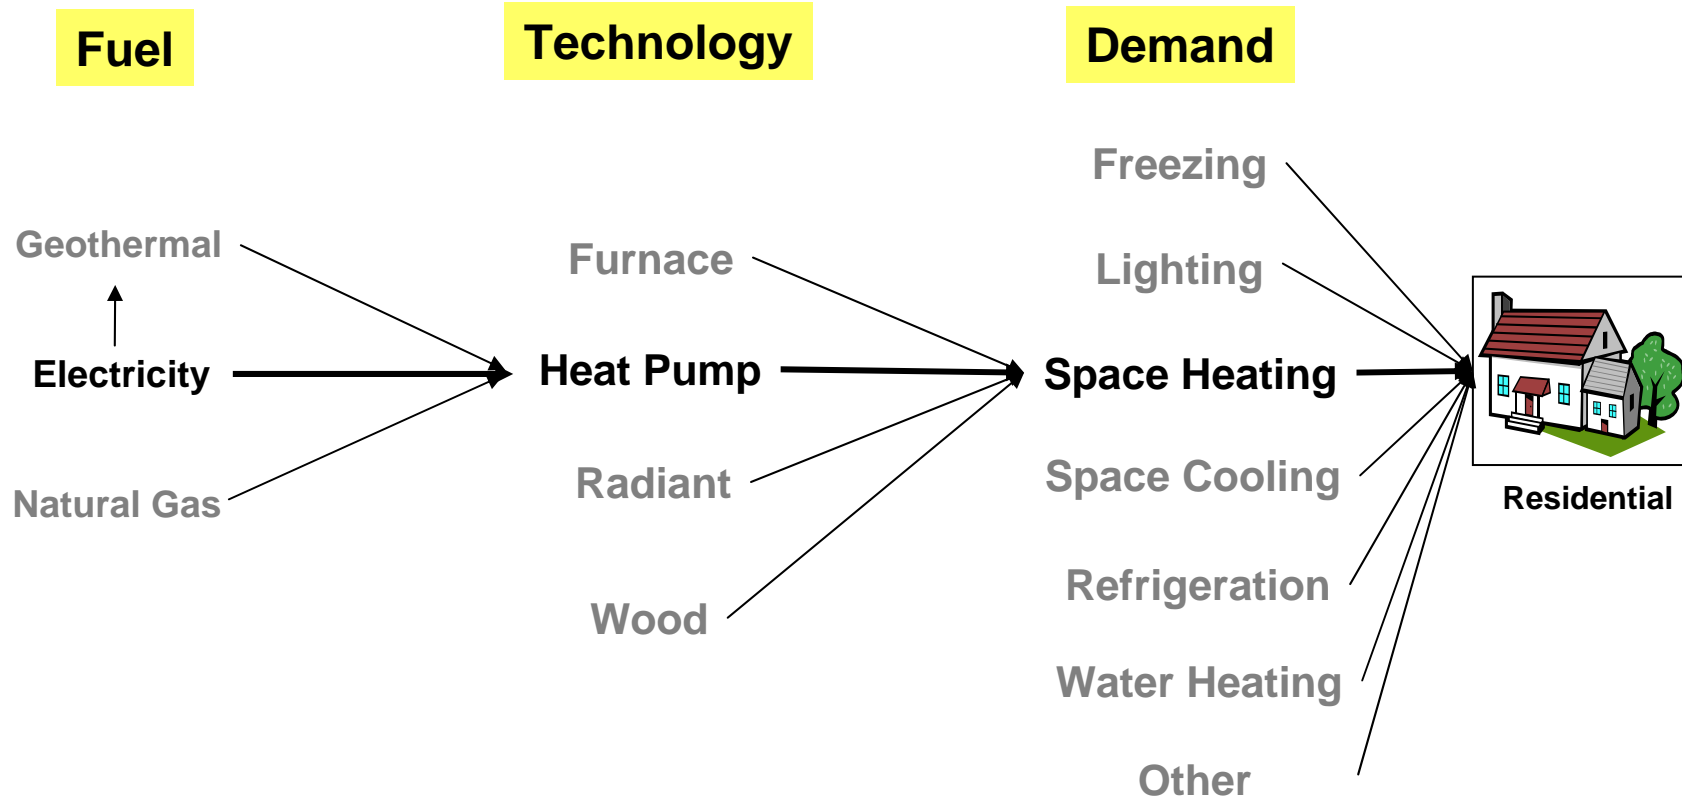 Fuel
Technology
Demand
Freezing
Geothermal
Furnace
Lighting
Electricity
Heat Pump
Space Heating
Natural Gas
Radiant
Space Cooling
Residential
Refrigeration
Wood
Water Heating
Other